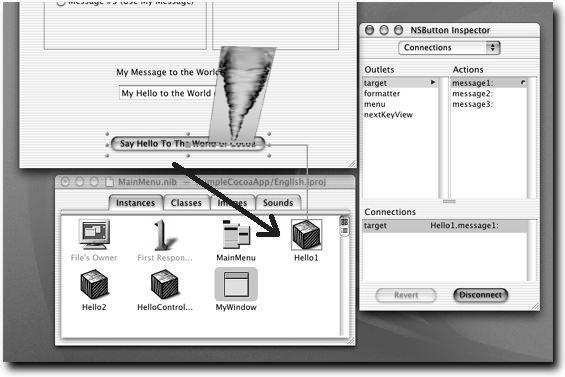 Message #3 (Use My Message)
My Message to the World
My Hello to the World
Say Hello To The World of Cocoa
NSButton Inspector
Connections
Outlets
Actions
target
message1:
formatter
message2:
menu
message3:
nextKeyView
Connections
target Hello1.message1:
Revert
Disconnect
MainMenu.nib — SimpleCocoaApp/English.lproj
Instances
Classes
Images
Sounds
File's Owner
First Respon...
MainMenu
Hello1
Hello2
HelloControl...
MyWindow